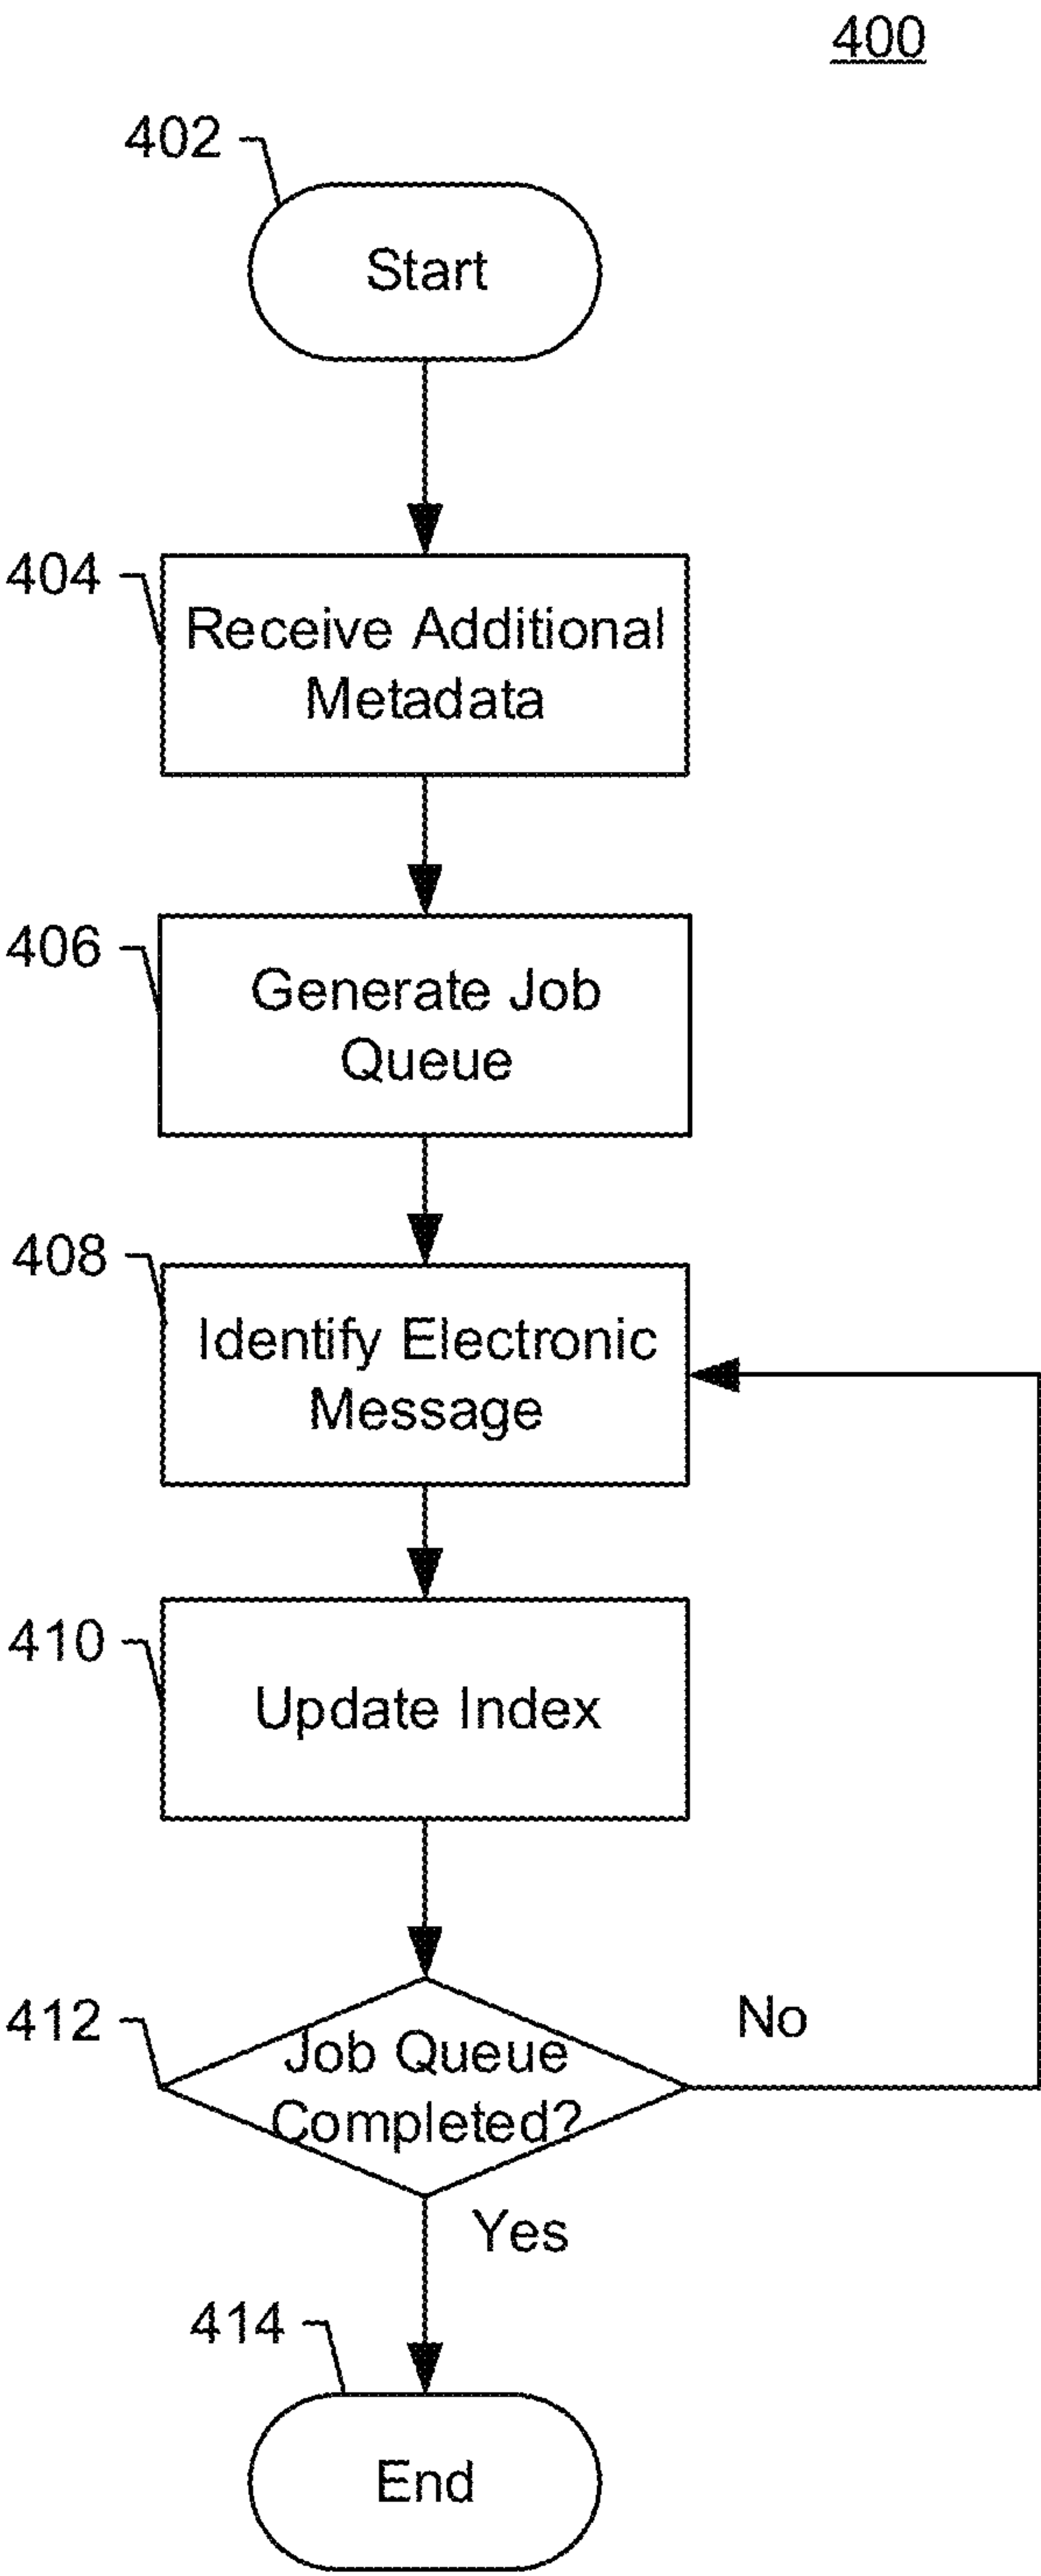 400
402
Start
404
Receive Additional
Metadata
406
Generate Job
Queue
408
Identify Electronic
Message
410
Update Index
412
Job Queue
Completed?
No
Yes
414
End